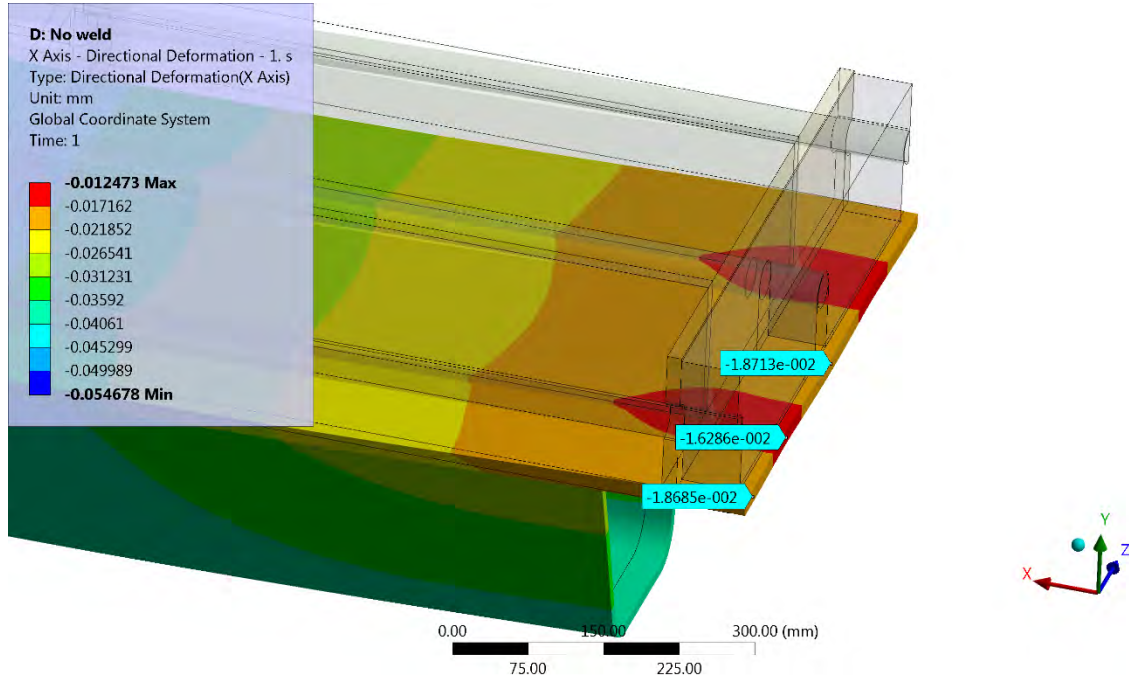 D: No weld
X Axis - Directional Deformation - 1. s
Type: Directional Deformation(X Axis)
Unit: mm
Global Coordinate System
Time: 1
-0.012473 Max
-0.017162
-0.021852
-0.026541
-0.031231
-0.03592
-0.04061
-0.045299
-0.049989
-0.054678 Min
-1.8713e-002
-1.6286e-002
-1.8685e-002
Y
Z
X
0.00 150.00 300.00 (mm)
75.00 225.00